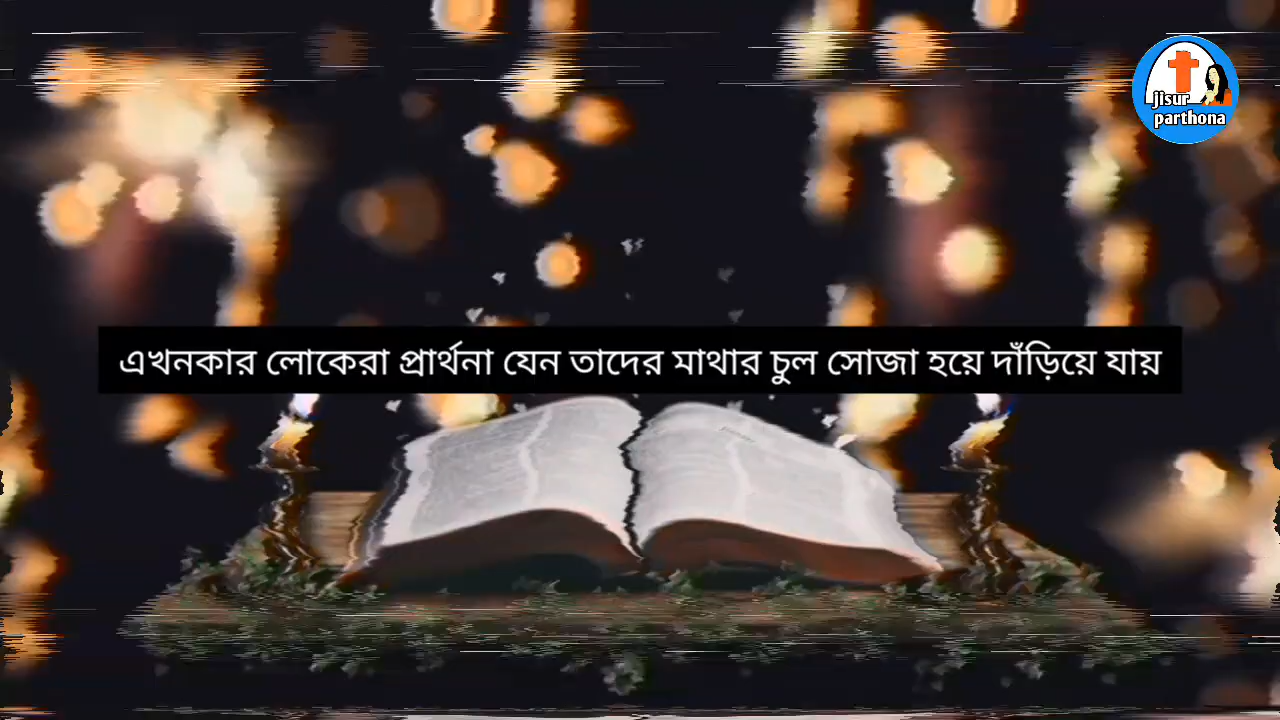 jisur
parthona
এখনকার লোকেরা প্রার্থনা যেন তাদের মাথার চুল সোজা হয়ে দাঁড়িয়ে যায়